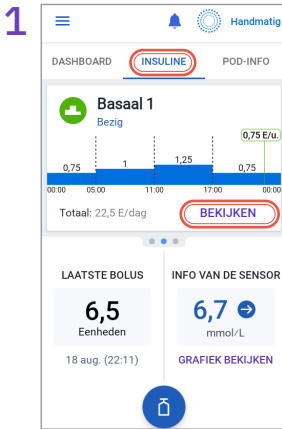 1
Handmatig
DASHBOARD INSULINE POD-INFO
Basaal 1
Bezig
0,75 E/u.
0,75 1 1,25 0,75
00:00 05:00 11:00 17:00 00:00
Totaal: 22,5 E/dag BEKIJKEN
LAATSTE BOLUS
6,5
Eenheden
18 aug. (22:11)
INFO VAN DE SENSOR
6,7
mmol/L
GRAFIEK BEKIJKEN